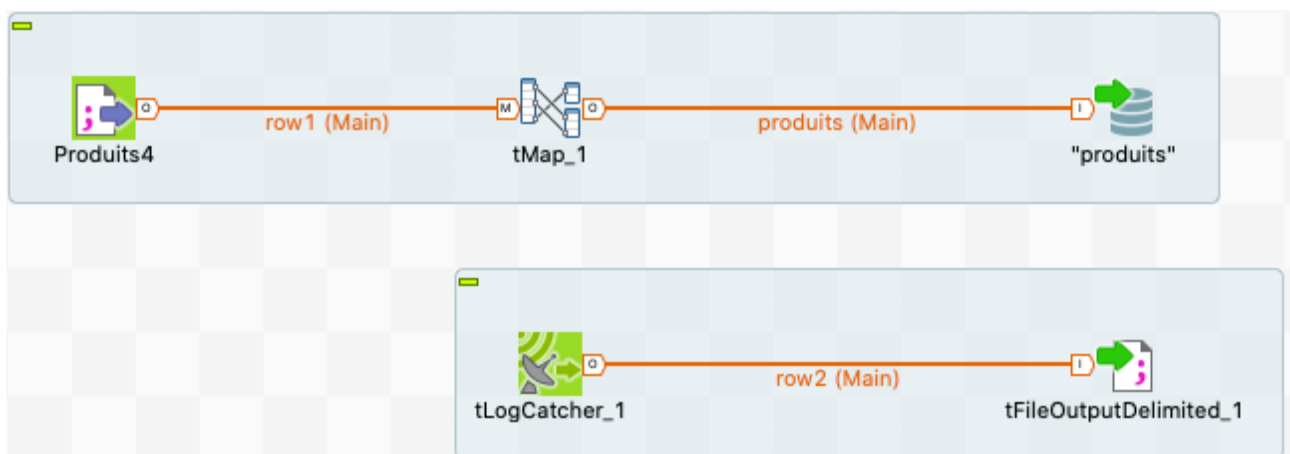 row1 (Main)
produits (Main)
Produits4
tMap_1
"produits"
row2 (Main)
tLogCatcher_1
tFileOutputDelimited_1
O
M
O
I
O
I